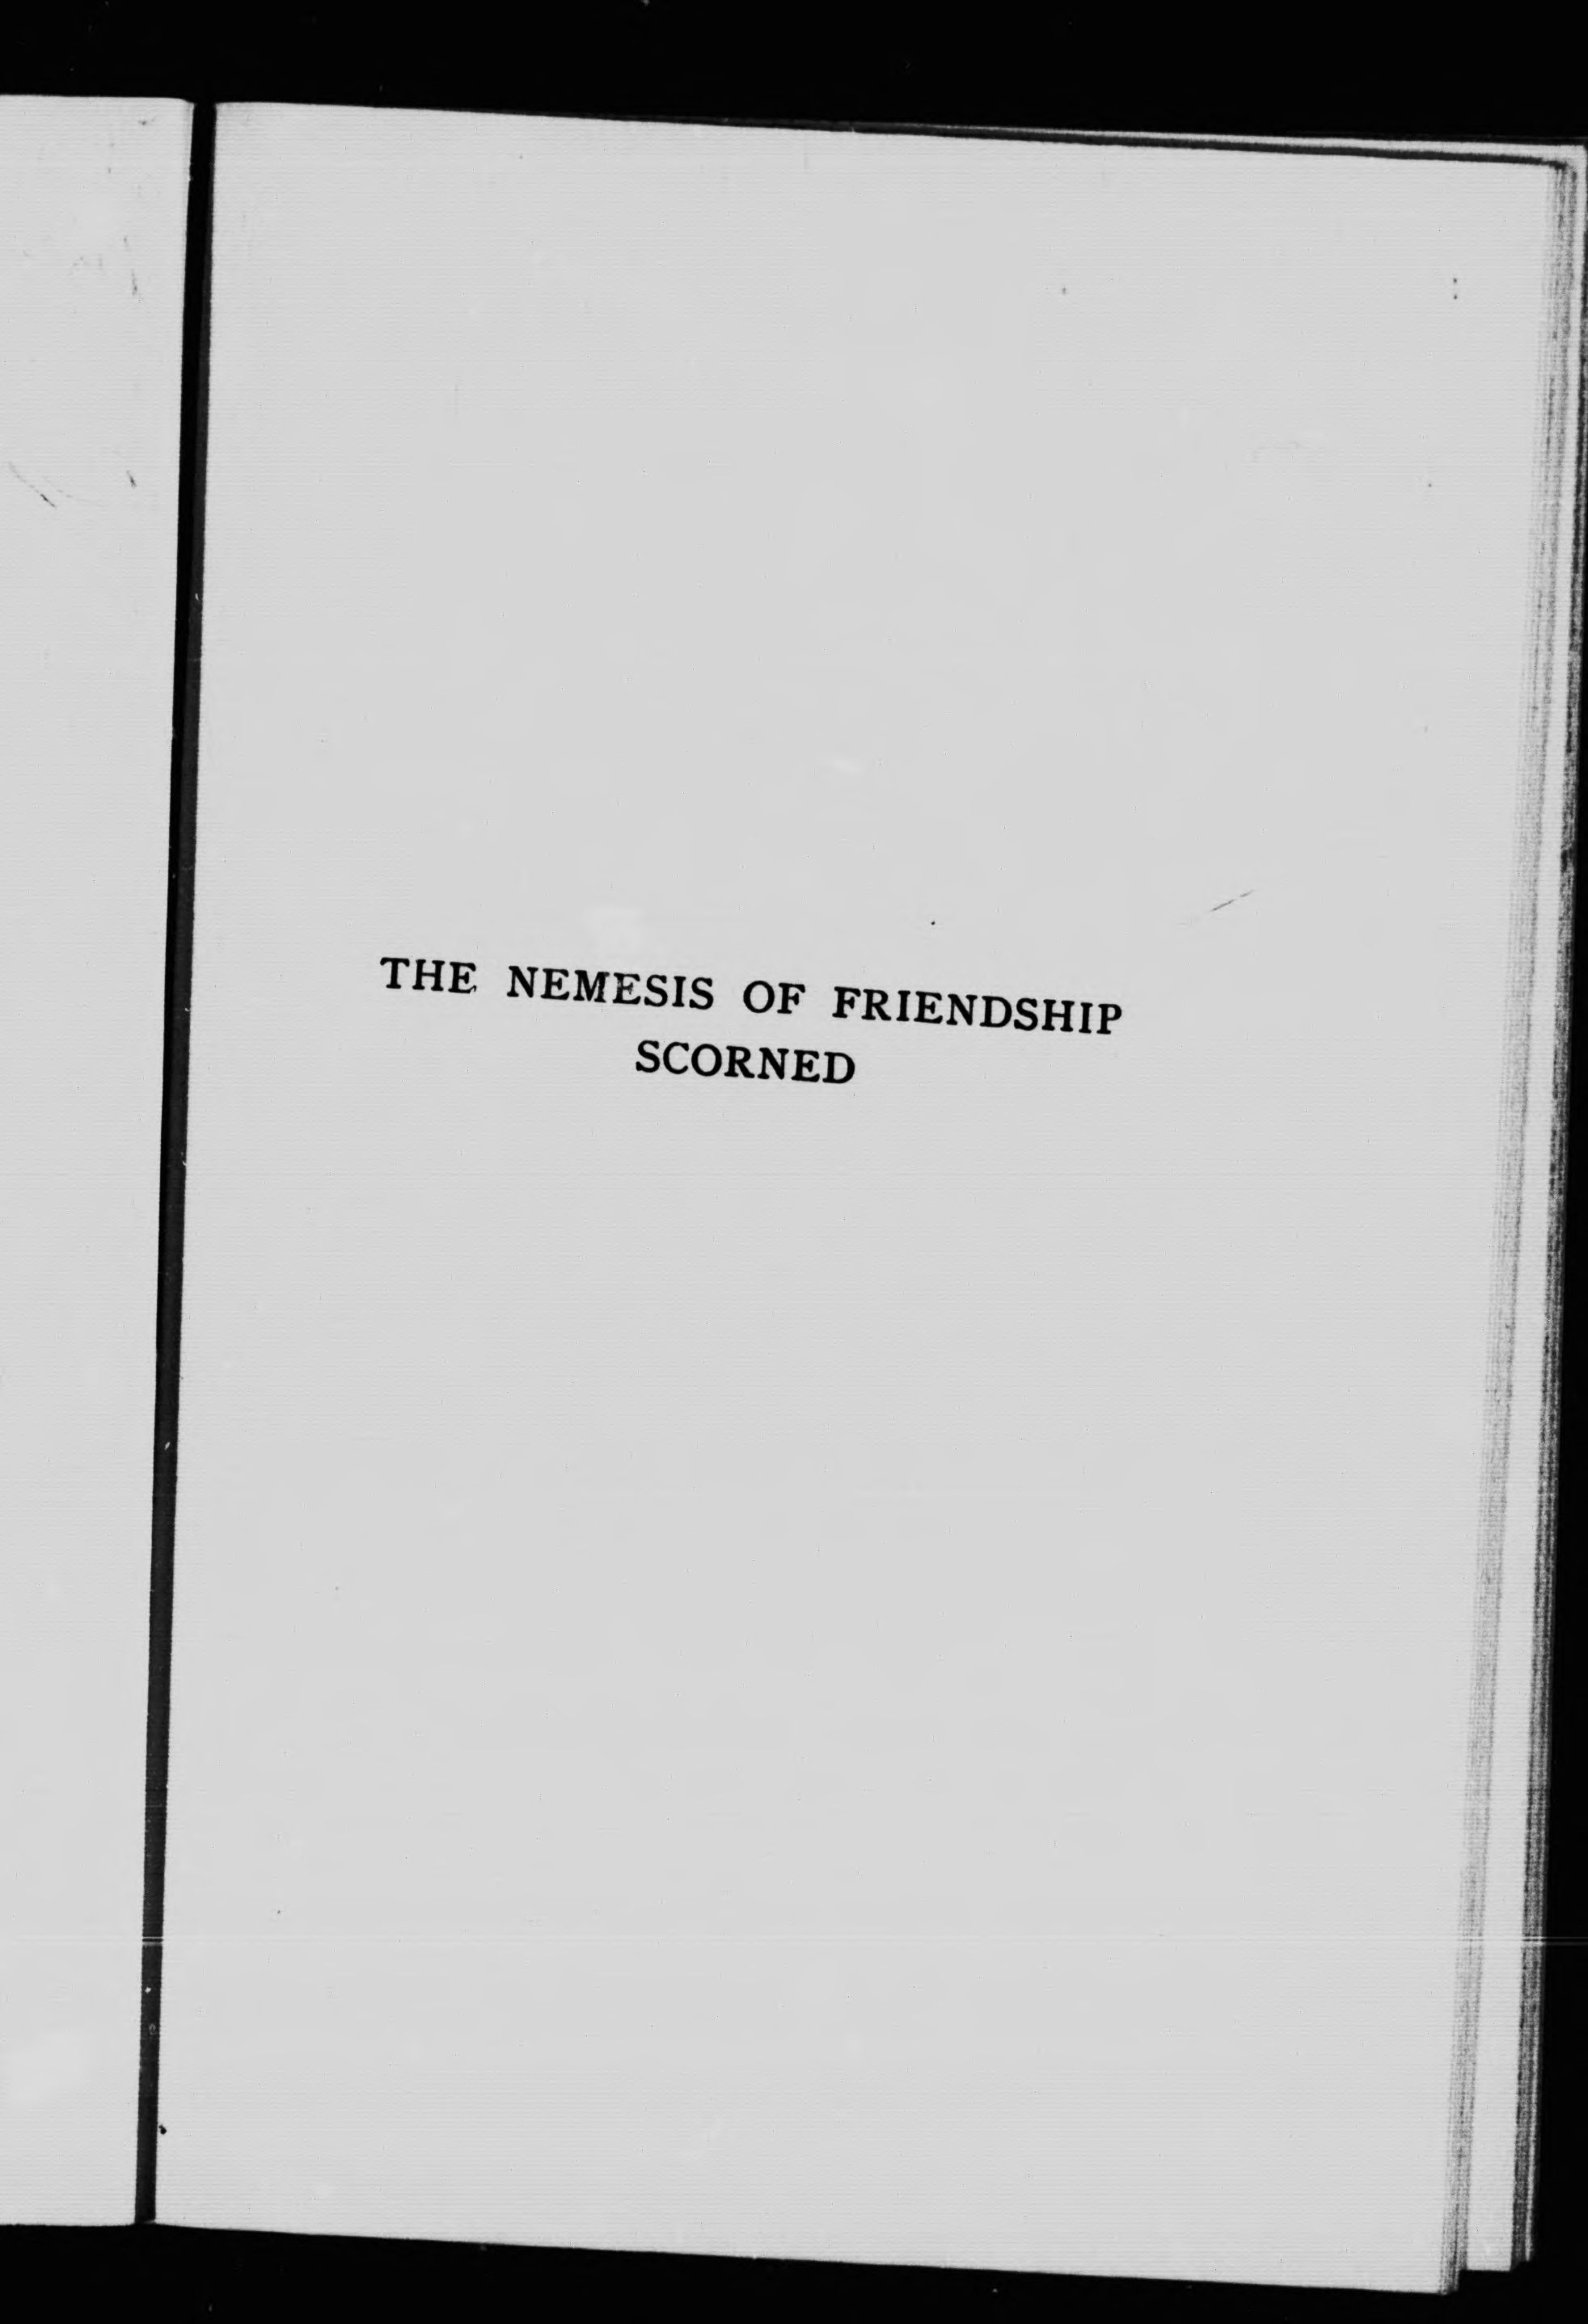 THE NEMESIS OF FRIENDSHIP
SCORNED